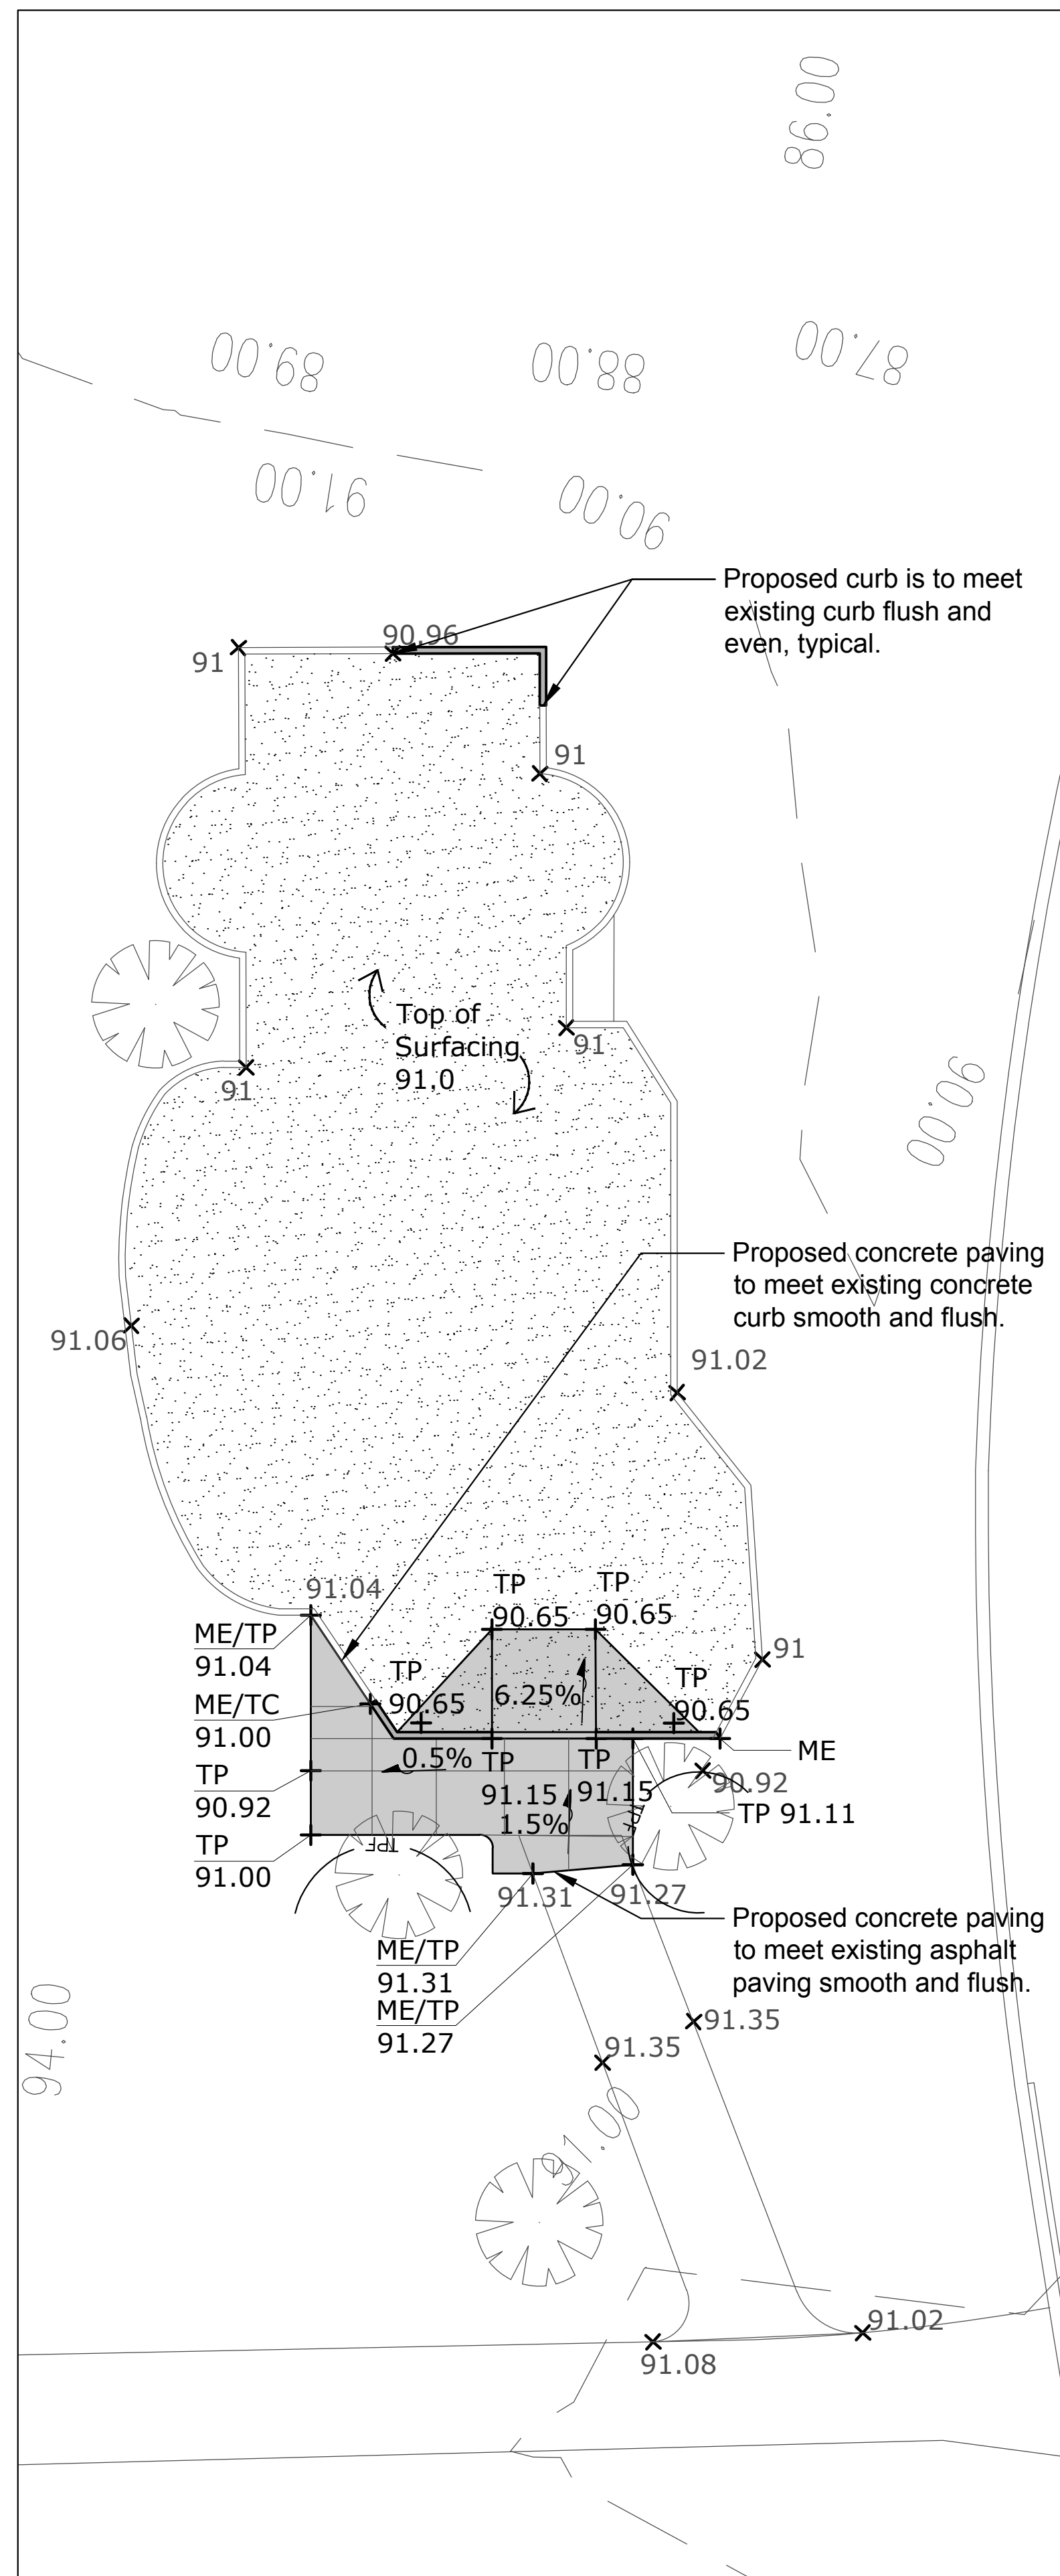 86.00
87.00
89.00
88.00
91.00
90.00
Proposed curb is to meet
existing curb flush and
even, typical.
90.96
91
91
Top of
Surfacing
91.0
91
91
90.00
Proposed concrete paving
to meet existing concrete
curb smooth and flush.
91.06
91.02
91.04
TP
90.65
TP
90.65
ME/TP
91.04
91
TP
90.65
6.25%
TP
90.65
ME/TC
91.00
ME
0.5%
TP
91.15
TP
91.15
TP
90.92
90.92
TP 91.11
1.5%
TPF
TPF
TP
91.00
91.31
91.27
Proposed concrete paving
to meet existing asphalt
paving smooth and flush.
ME/TP
91.31
ME/TP
91.27
94.00
91.35
91.35
91.00
91.02
91.08